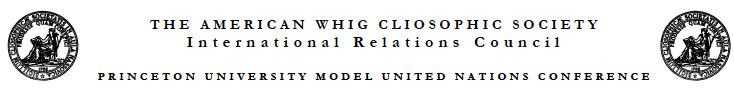 THE AMERICAN WHIG CLIOSOPHIC SOCIETY
International Relations Council
PRINCETON UNIVERSITY MODEL UNITED NATIONS CONFERENCE